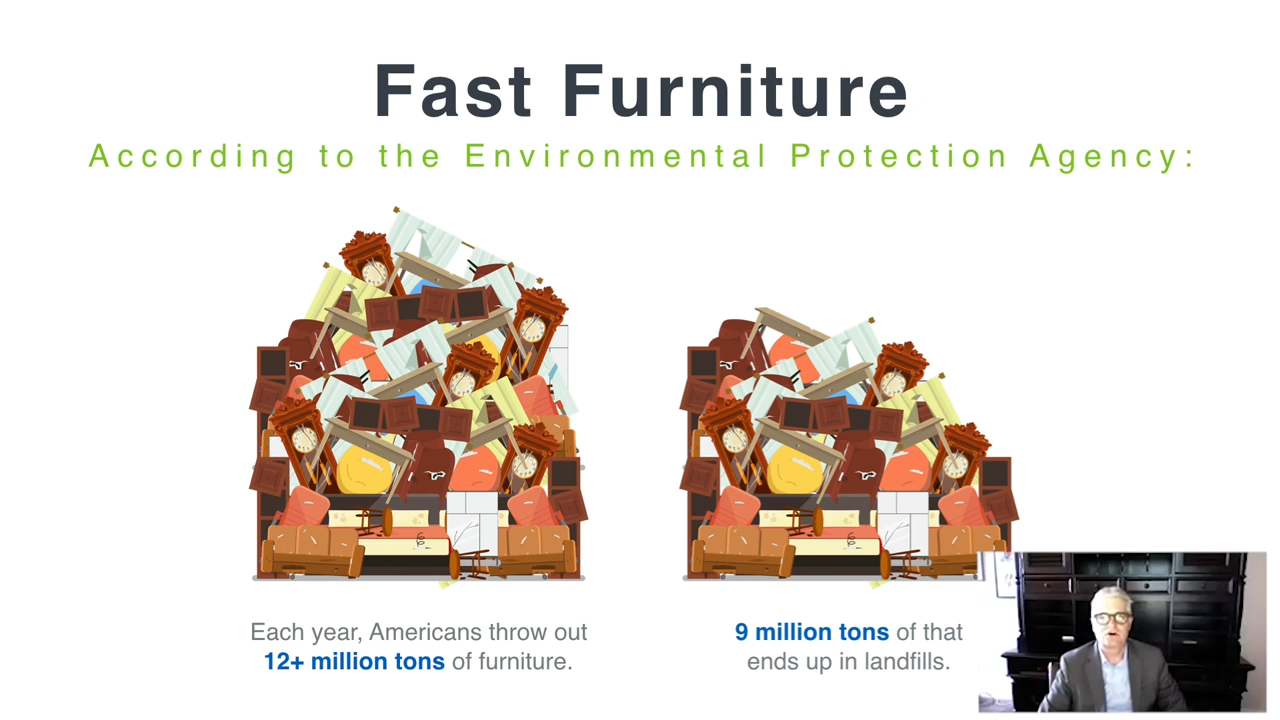 Fast Furniture
According to the Environmental Protection Agency:
Each year, Americans throw out
12+ million tons of furniture.
9 million tons of that
ends up in landfills.